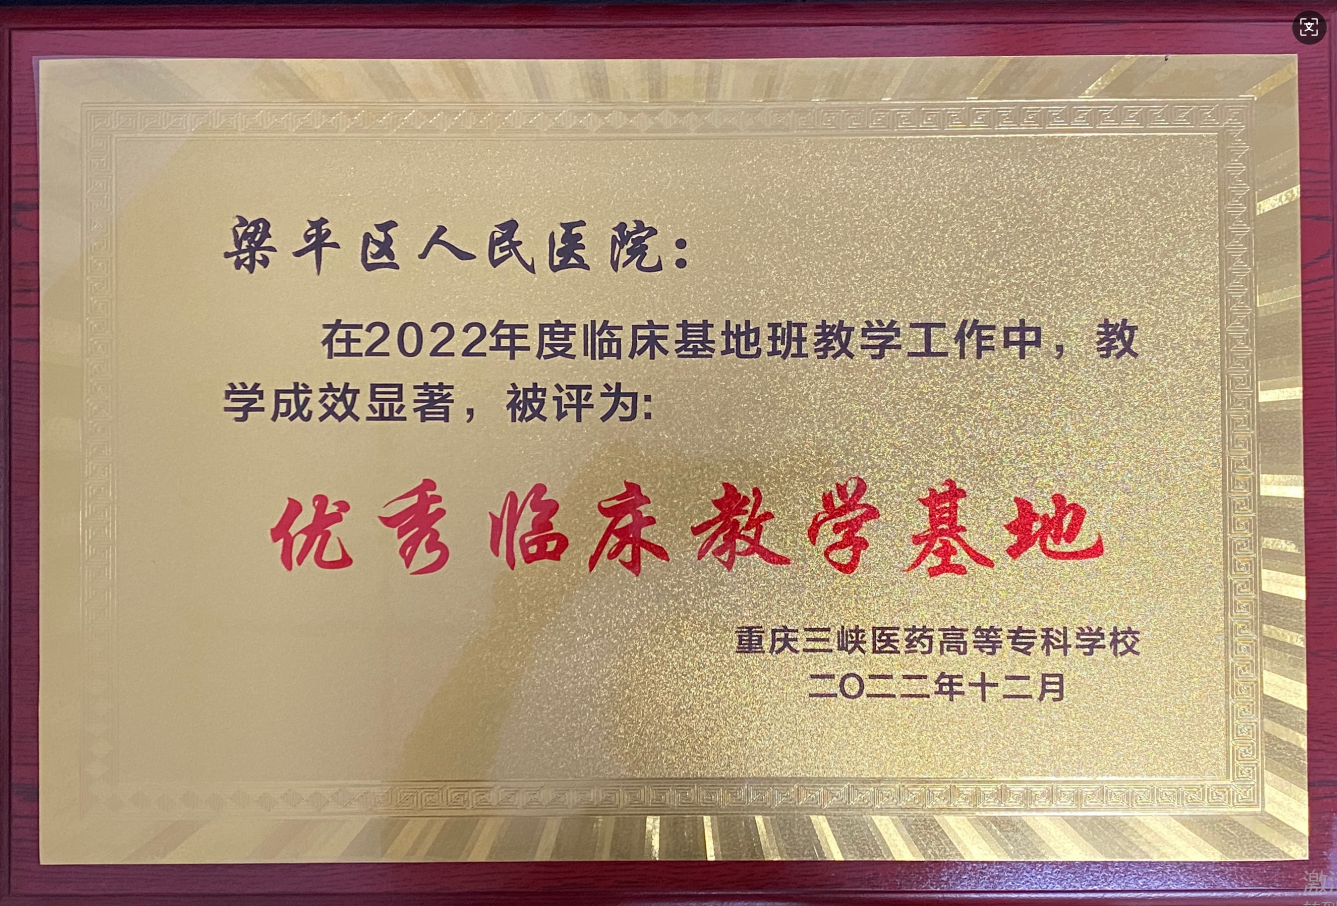 梁平区人民医院：
在2022年度临床基地班教学工作中，教
学成效显著，被评为:
优秀临床教学基地
重庆三峡医药高等专科学校
二〇二二年十二月